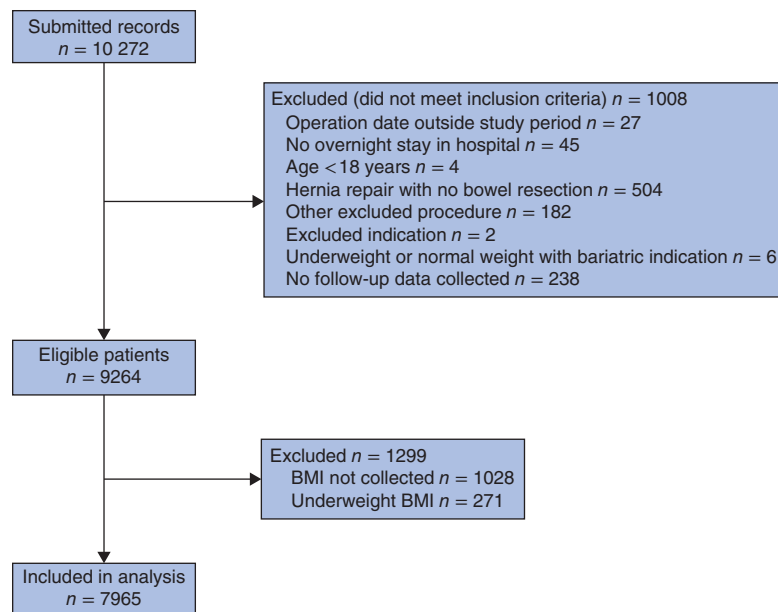 Submitted records
n = 10 272
Excluded (did not meet inclusion criteria) n = 1008
Operation date outside study period n = 27
No overnight stay in hospital n = 45
Age <18 years n = 4
Hernia repair with no bowel resection n = 504
Other excluded procedure n = 182
Excluded indication n = 2
Underweight or normal weight with bariatric indication n = 6
No follow-up data collected n = 238
Eligible patients
n = 9264
Excluded n = 1299
BMI not collected n = 1028
Underweight BMI n = 271
Included in analysis
n = 7965